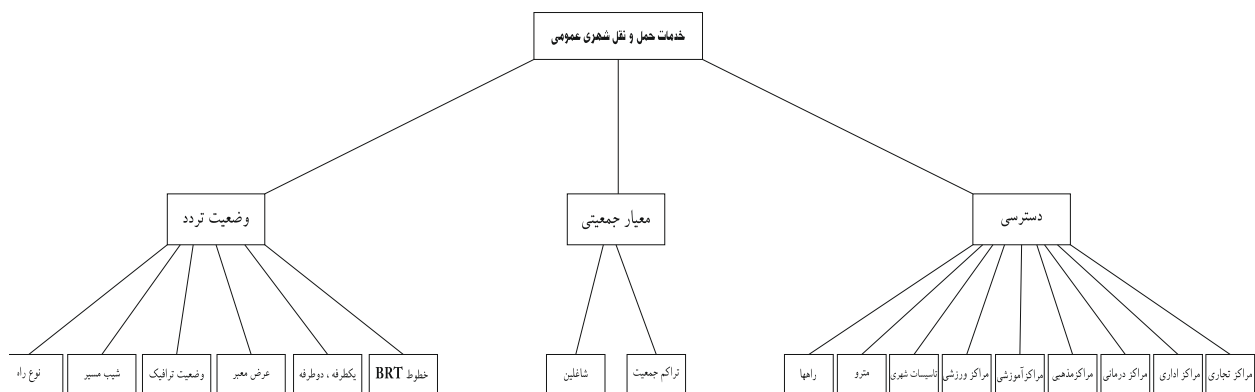 خدمات حمل و نقل شهری عمومی
دسترسی
معیار جمعیتی
وضعیت تردد
مراکز تجاری
مراکز اداری
مراکز درمانی
مراکزمذهبی
مراکزآموزشی
مراکز ورزشی
تاسیسات شهری
مترو
راهها
تراکم جمعیت
شاغلین
خطوط BRT
یکطرفه ، دوطرفه
عرض معبر
وضعیت ترافیک
شیب مسیر
نوع راه